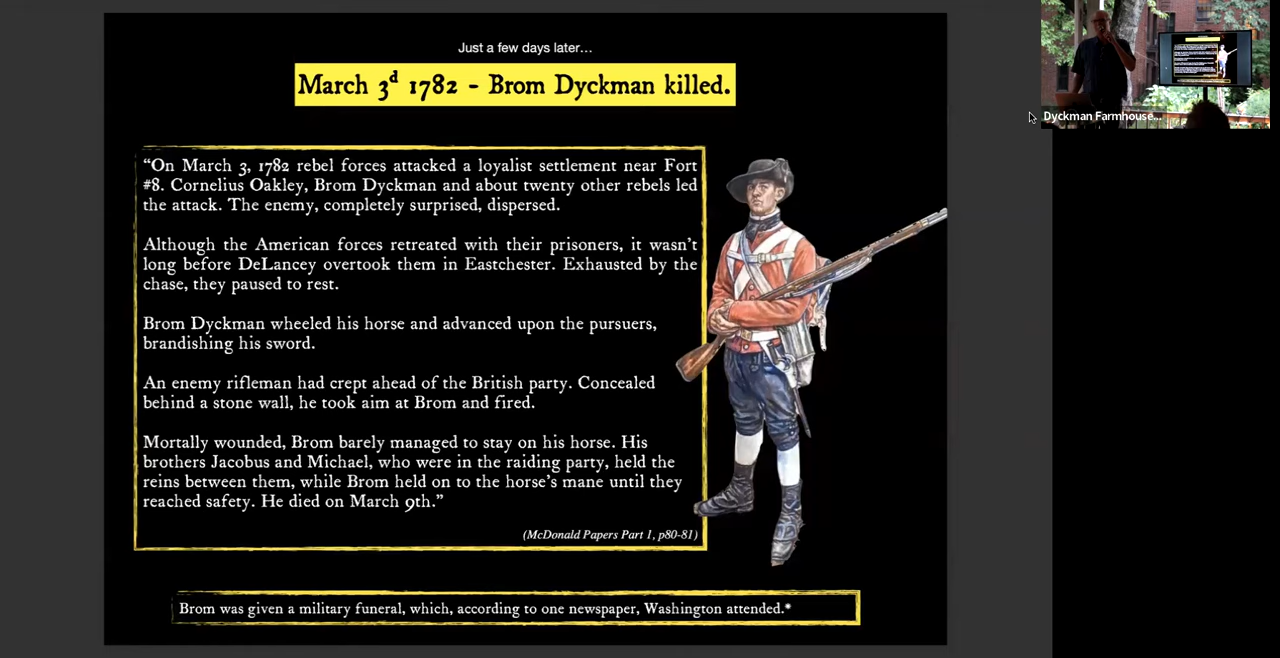 Just a few days later…
March 3d 1782 - Brom Dyckman killed.
Dyckman Farmhouse...
“On March 3, 1782 rebel forces attacked a loyalist settlement near Fort
#8. Cornelius Oakley, Brom Dyckman and about twenty other rebels led
the attack. The enemy, completely surprised, dispersed.
Although the American forces retreated with their prisoners, it wasn’t
long before DeLancey overtook them in Eastchester. Exhausted by the
chase, they paused to rest.
Brom Dyckman wheeled his horse and advanced upon the pursuers,
brandishing his sword.
An enemy rifleman had crept ahead of the British party. Concealed
behind a stone wall, he took aim at Brom and fired.
Mortally wounded, Brom barely managed to stay on his horse. His
brothers Jacobus and Michael, who were in the raiding party, held the
reins between them, while Brom held on to the horse’s mane until they
reached safety. He died on March 9th.”
(McDonald Papers Part 1, p80-81)
Brom was given a military funeral, which, according to one newspaper, Washington attended.*